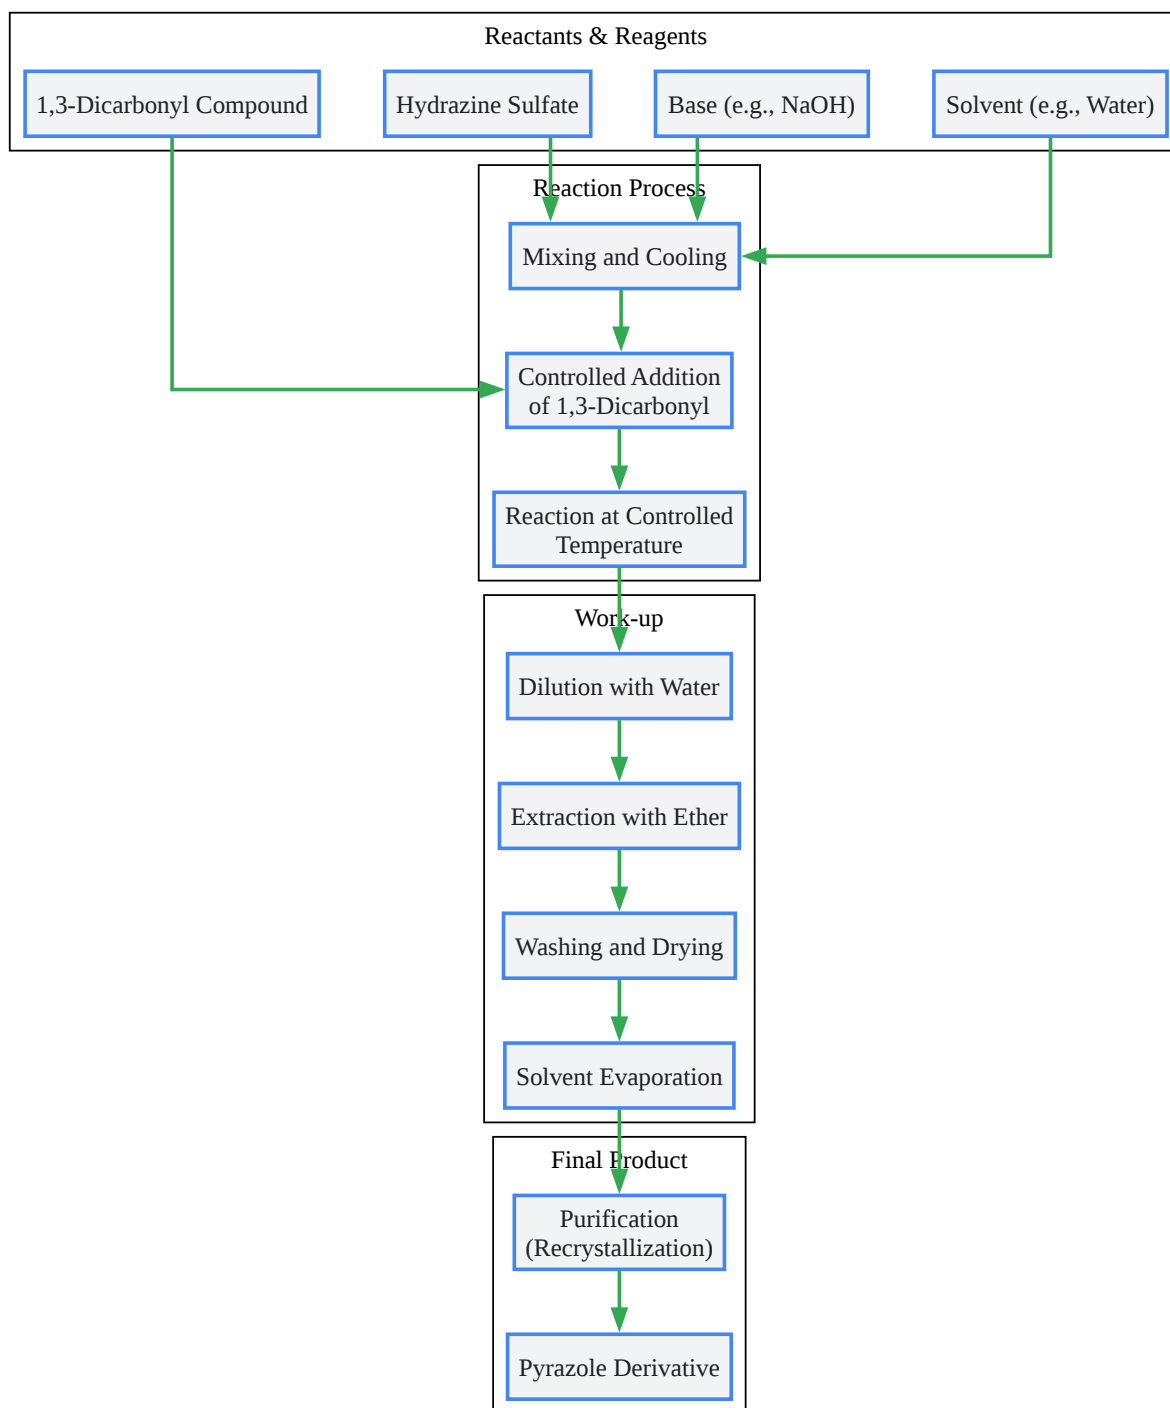 Reactants & Reagents
1,3-Dicarbonyl Compound
Hydrazine Sulfate
Base (e.g., NaOH)
Solvent (e.g., Water)
Reaction Process
Mixing and Cooling
Controlled Addition
of 1,3-Dicarbonyl
Reaction at Controlled
Temperature
Work-up
Dilution with Water
Extraction with Ether
Washing and Drying
Solvent Evaporation
Final Product
Purification
(Recrystallization)
Pyrazole Derivative